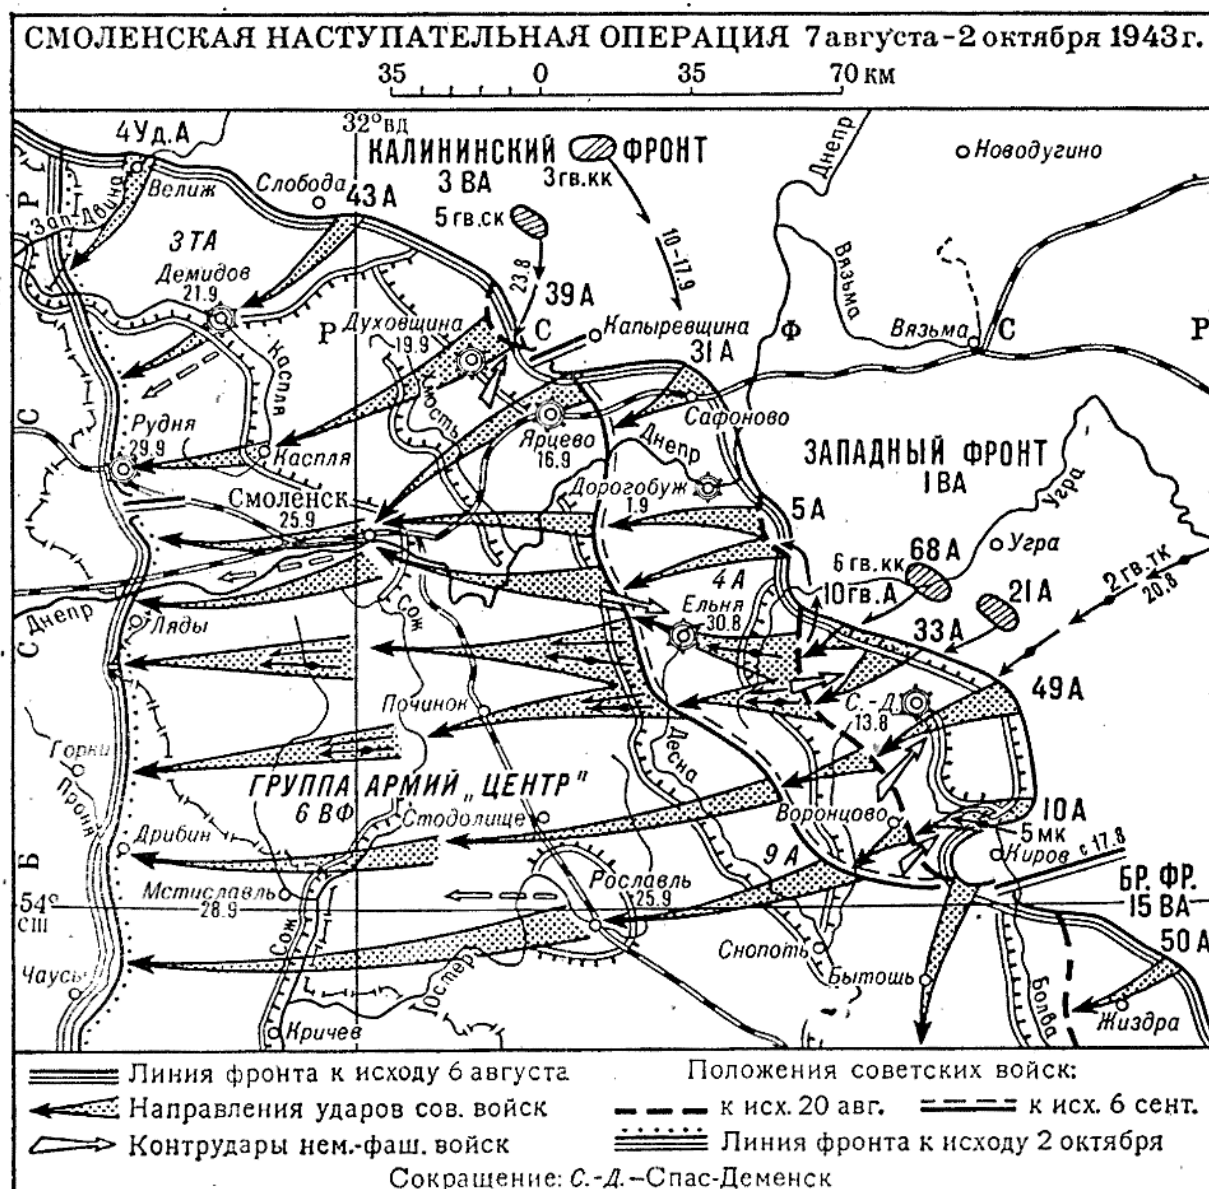 СМОЛЕНСКАЯ НАСТУПАТЕЛЬНАЯ ОПЕРАЦИЯ 7 августа-2 октября 1943 г.
35 0 35 70 км
4 Уд. А
32° ВД
КАЛИНИНСКИЙ ФРОНТ
3 ВА
3 гв.кк
5 гв.ск
Новодугино
Днепр
Велиж
Слобода
43 А
Зап. Двина
Р
3 ТА
Демидов
21.9
23.8
10-17.9
39 А
Вязьма
Духовщина
19.9
Р
С
Капыревщина
Ф
Вязьма
С
Р
31 А
Каспля
С
Рудня
29.9
Каспля
Ярцево
16.9
Днепр
Сафоново
ЗАПАДНЫЙ ФРОНТ
1 ВА
Угра
Смоленск
25.9
Дорогобуж
1.9
5 А
Угра
6 гв.кк
68 А
2 гв.тк
20.8
4 А
10 гв.А
21 А
Днепр
Ляды
Сож
Ельня
30.8
33 А
С
49 А
Починок
С.-Д.
13.8
Горки
Проня
Десна
ГРУППА АРМИЙ „ЦЕНТР"
6 ВФ
Стодолище
Воронцово
10 А
5 мк
Киров
с 17.8
Дрибин
Б
9 А
Мстиславль
28.9
Рославль
25.9
БР. ФР.
15 ВА
54°
СШ
50 А
Сож
Остер
Снопоть
Бытошь
Чаусы
Болва
Жиздра
Кричев
Линия фронта к исходу 6 августа
Направления ударов сов. войск
Контрудары нем.-фаш. войск
Положения советских войск:
к исх. 20 авг. к исх. 6 сент.
Линия фронта к исходу 2 октября
Сокращение: С.-Д.-Спас-Деменск